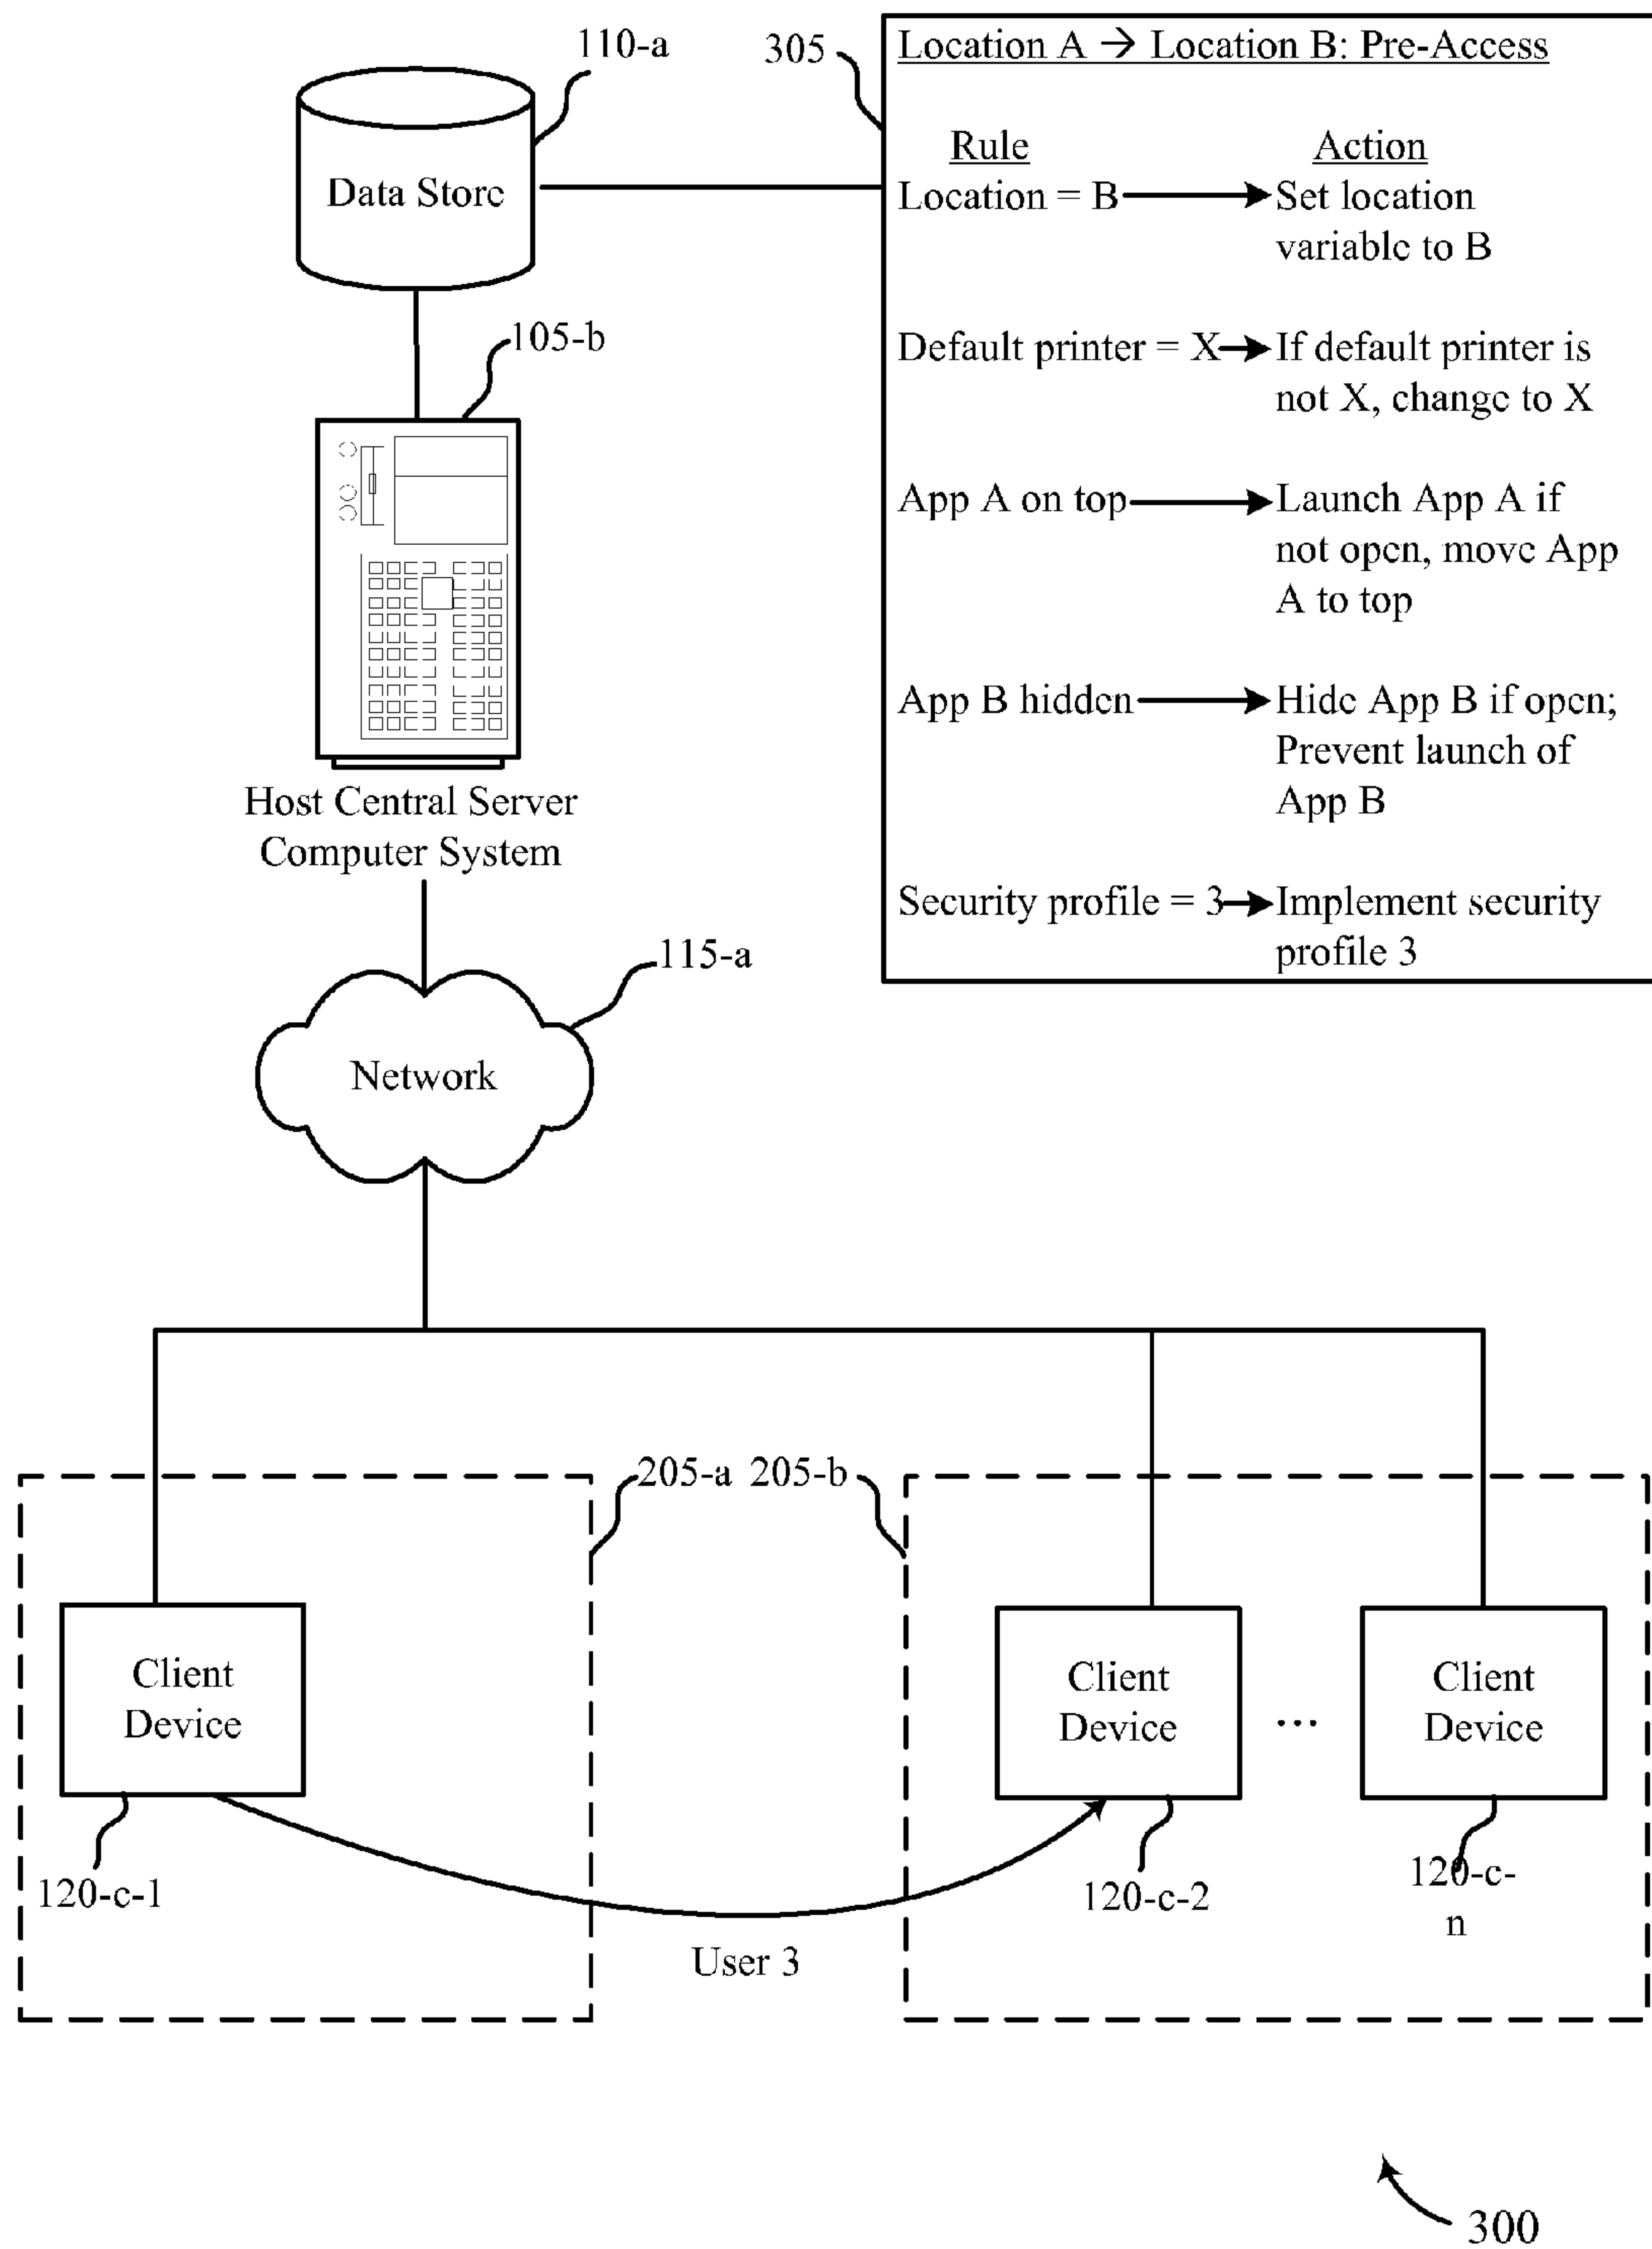 110-a
305
Location A → Location B: Pre-Access
Rule
Action
Location = B
Set location
variable to B
Data Store
105-b
Default printer = X
If default printer is
not X, change to X
App A on top
Launch App A if
not open, move App
A to top
App B hidden
Hide App B if open;
Prevent launch of
App B
Host Central Server
Computer System
Security profile = 3
Implement security
profile 3
115-a
Network
205-a
205-b
Client
Device
Client
Device
...
Client
Device
120-c-1
120-c-2
120-c-
n
User 3
300